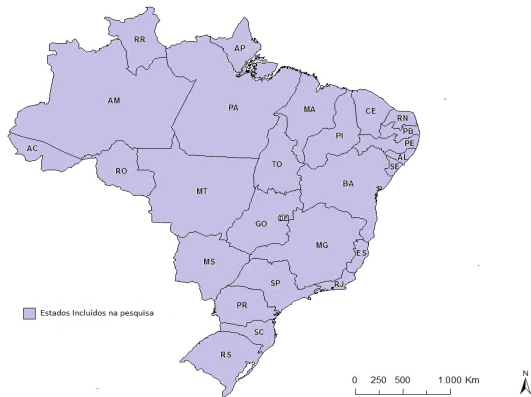 RR
AP
AM
PA
MA
CE
RN
PB
PE
AL
SE
PI
AC
RO
TO
BA
MT
GO
DF
MG
ES
MS
SP
RJ
PR
SC
RS
Estados Incluídos na pesquisa
0 250 500 1.000 Km
N